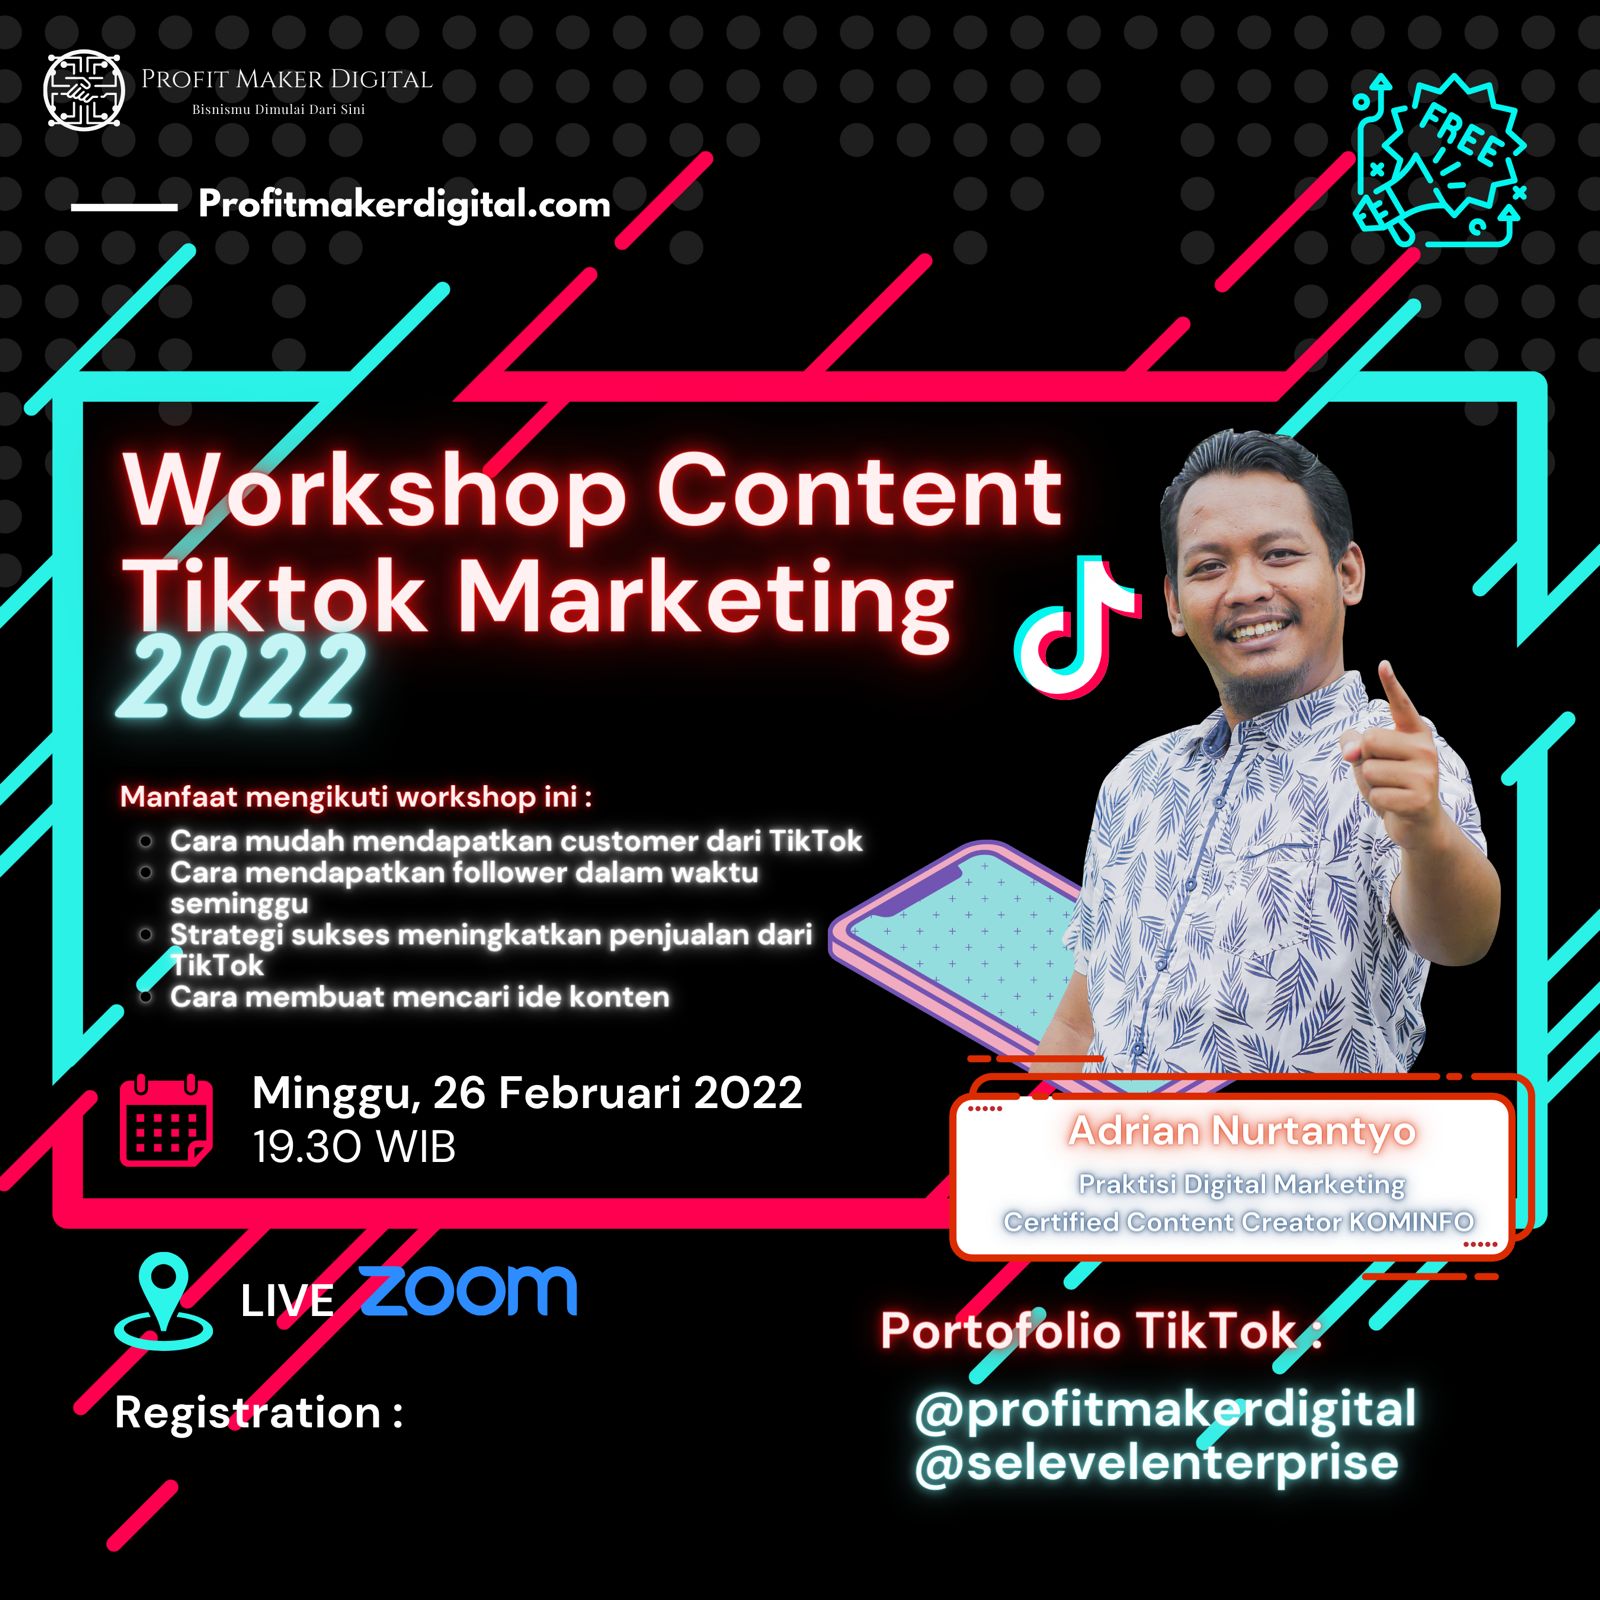 PROFIT MAKER DIGITAL
Bisnismu Dimulai Dari Sini
Profitmakerdigital.com
FREE
Workshop Content
Tiktok Marketing
2022
Manfaat mengikuti workshop ini :
Cara mudah mendapatkan customer dari TikTok
Cara mendapatkan follower dalam waktu
seminggu
Strategi sukses meningkatkan penjualan dari
TikTok
Cara membuat mencari ide konten
Minggu, 26 Februari 2022
19.30 WIB
Adrian Nurtantyo
Praktisi Digital Marketing
Certified Content Creator KOMINFO
LIVE zoom
Portofolio TikTok :
@profitmakerdigital
@selevelenterprise
Registration :